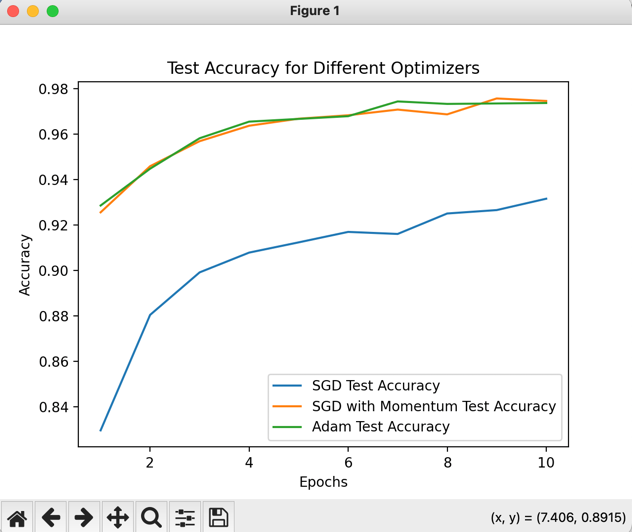 Figure 1
Test Accuracy for Different Optimizers
0.98
0.96
0.94
0.92
0.90
0.88
0.86
0.84
Accuracy
SGD Test Accuracy
SGD with Momentum Test Accuracy
Adam Test Accuracy
2 4 6 8 10
Epochs
(x, y) = (7.406, 0.8915)